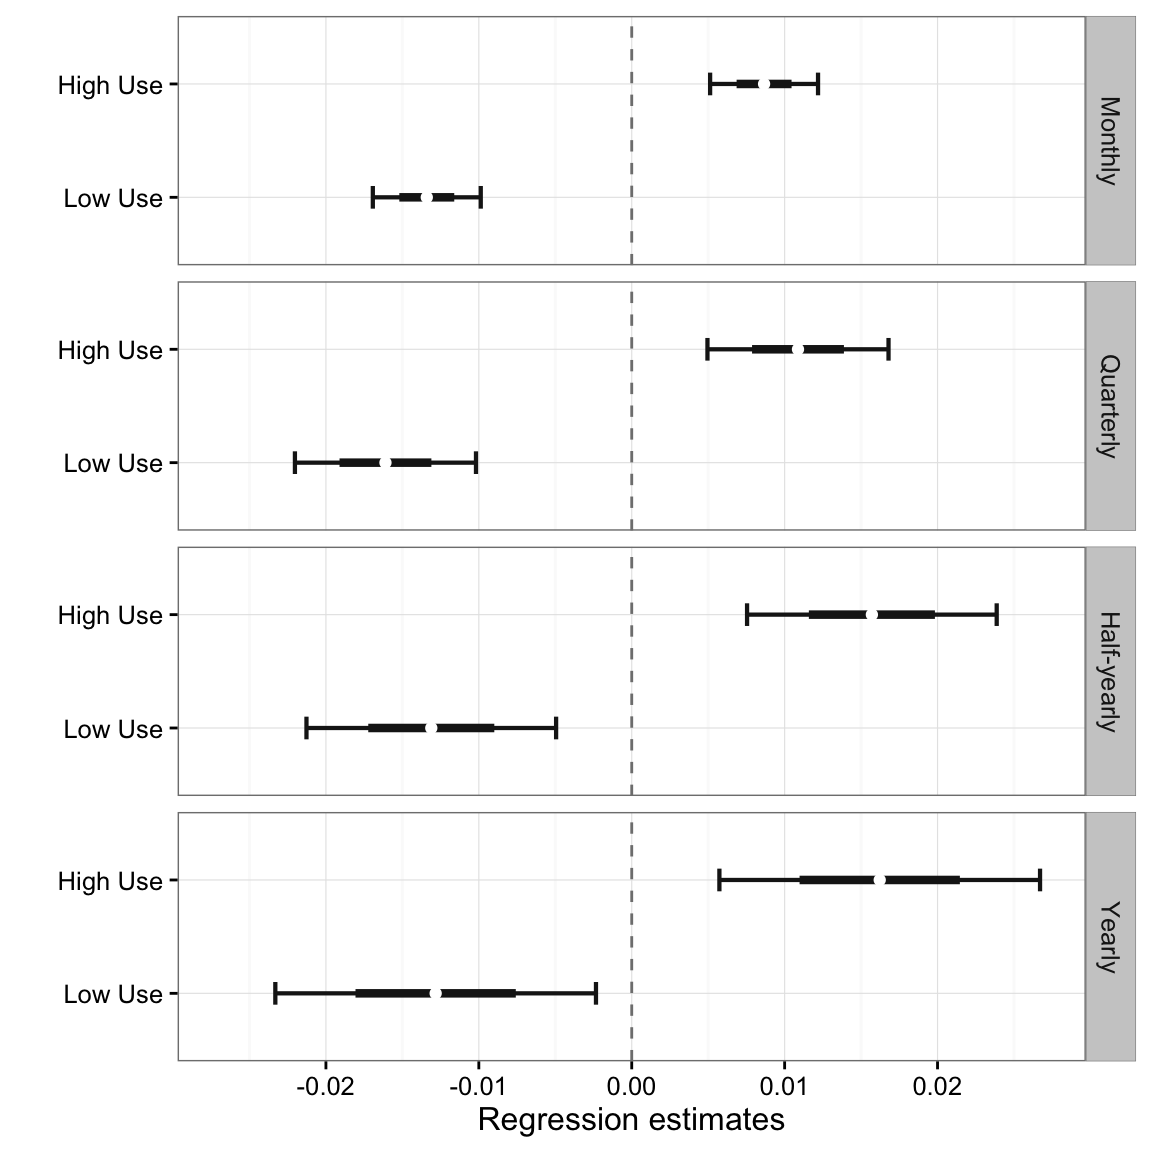 High Use
Low Use
Monthly
High Use
Low Use
Quarterly
High Use
Low Use
Half-yearly
High Use
Low Use
Yearly
-0.02 -0.01 0.00 0.01 0.02
Regression estimates